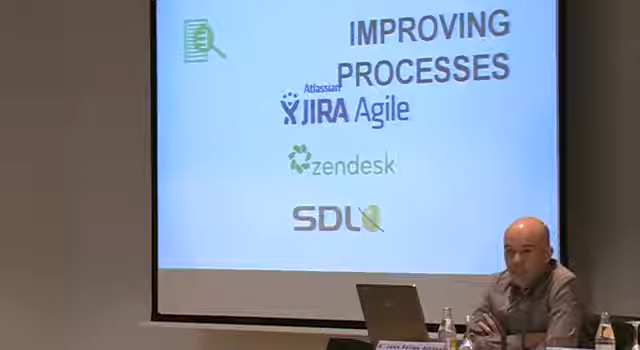 IMPROVING
PROCESSES
Atlassian
JIRA Agile
zendesk
SDL